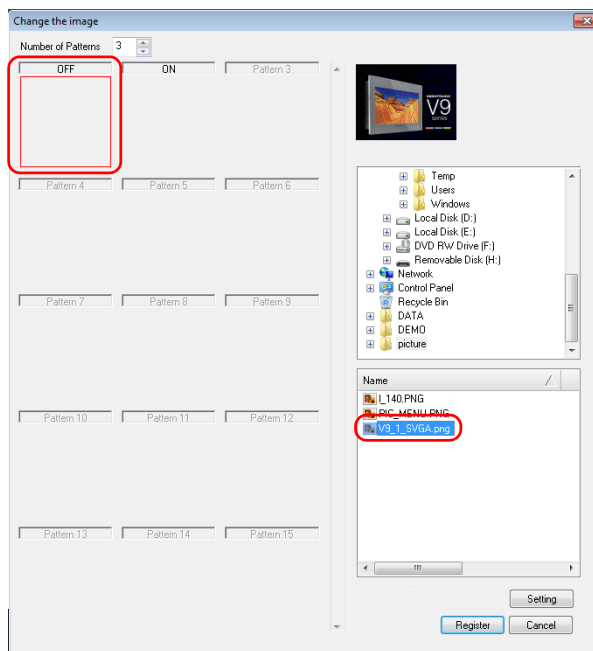 Change the image
Number of Patterns 3
OFF ON Pattern 3
Pattern 4 Pattern 5 Pattern 6
Pattern 7 Pattern 8 Pattern 9
Pattern 10 Pattern 11 Pattern 12
Pattern 13 Pattern 14 Pattern 15
V9
series
Temp
Users
Windows
Local Disk (D:)
Local Disk (E:)
DVD RW Drive (F:)
Removable Disk (H:)
Network
Control Panel
Recycle Bin
DATA
DEMO
picture
Name
I_140.PNG
PIC_MENU.PNG
V9_1_SVGA.png
Setting
Register Cancel